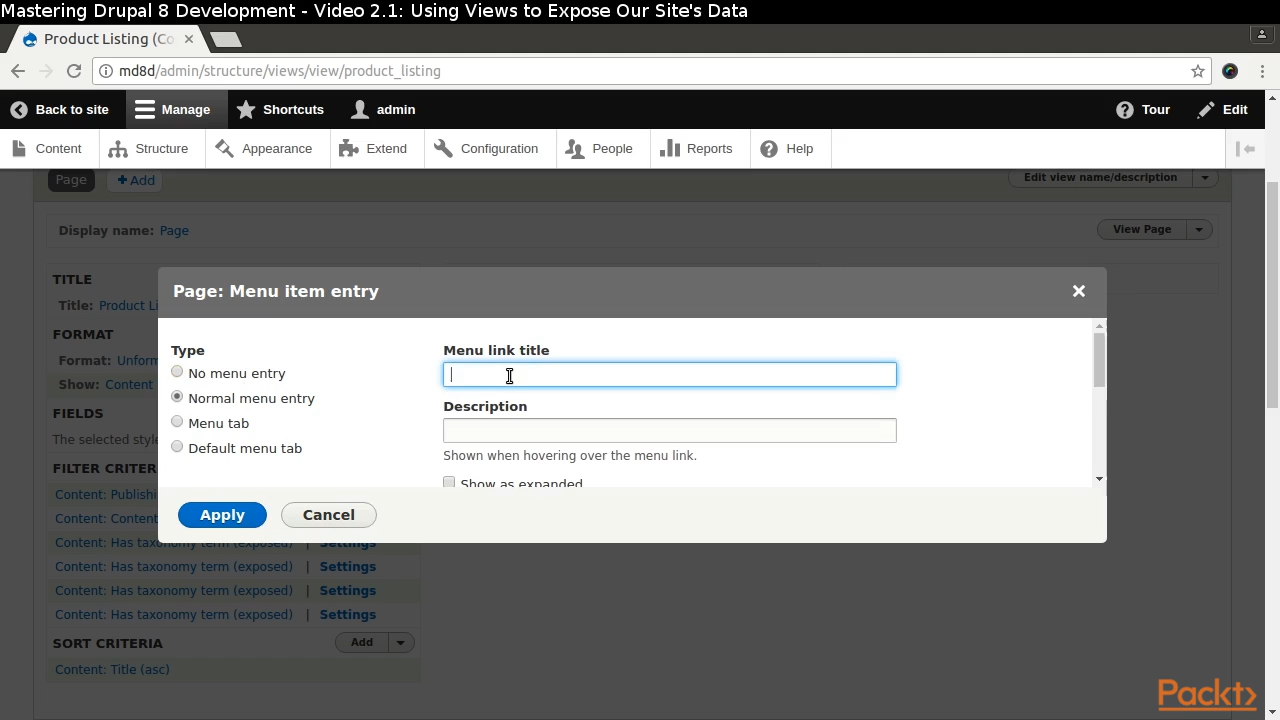 Mastering Drupal 8 Development - Video 2.1: Using Views to Expose Our Site's Data
Product Listing (Co
md8d/admin/structure/views/view/product_listing
Back to site Manage Shortcuts admin Tour Edit
Content Structure Appearance Extend Configuration People Reports Help
Page +Add Edit view name/description
Display name: Page View Page
TITLE
Title: Product Li
FORMAT
Format: Unform
Show: Content
FIELDS
The selected style
FILTER CRITER
Content: Publishi
Content: Content
Content: Has taxonomy term (exposed) | Settings
Content: Has taxonomy term (exposed) | Settings
Content: Has taxonomy term (exposed) | Settings
Content: Has taxonomy term (exposed) | Settings
SORT CRITERIA Add
Content: Title (asc)
Page: Menu item entry
Type
No menu entry
Normal menu entry
Menu tab
Default menu tab
Menu link title
Description
Shown when hovering over the menu link.
Show as expanded
Apply Cancel
Packt